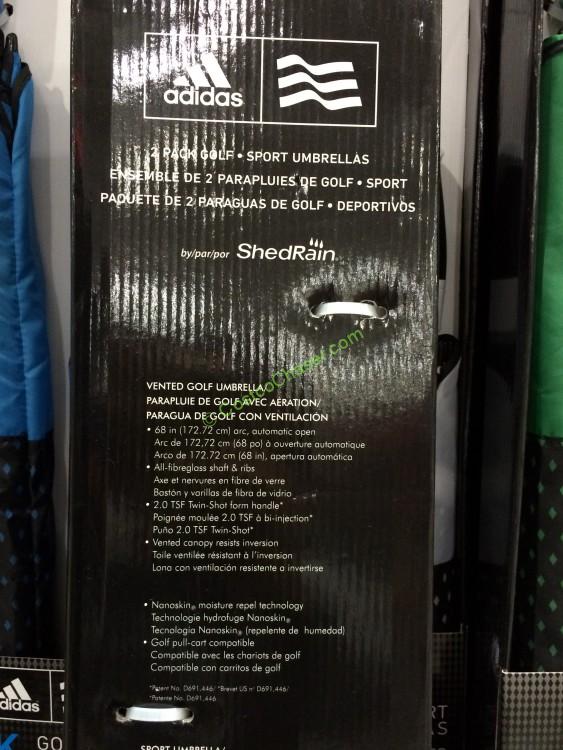 adidas
2 PACK GOLF • SPORT UMBRELLAS
ENSEMBLE DE 2 PARAPLUIES DE GOLF • SPORT
PAQUETE DE 2 PARAGUAS DE GOLF • DEPORTIVOS
by/par/por ShedRain
© CostcoChaser.com
VENTED GOLF UMBRELLA/
PARAPLUIE DE GOLF AVEC AÉRATION/
PARAGUA DE GOLF CON VENTILACIÓN
• 68 in (172.72 cm) arc, automatic open
Arc de 172,72 cm (68 po) à ouverture automatique
Arco de 172.72 cm (68 in), apertura automática
• All-fibreglass shaft & ribs
Axe et nervures en fibre de verre
Bastón y varillas de fibra de vidrio
• 2.0 TSF Twin-Shot form handle*
Poignée moulée 2.0 TSF à bi-injection*
Puño 2.0 TSF Twin-Shot*
• Vented canopy resists inversion
Toile ventilée résistant à l'inversion
Lona con ventilación resistente a invertirse
• Nanoskin® moisture repel technology
Technologie hydrofuge Nanoskin®
Tecnología Nanoskin® (repelente de humedad)
• Golf pull-cart compatible
Compatible avec les chariots de golf
Compatible con carritos de golf
*Patent No. D691,446/ *Brevet US n° D691,446/
*Patente No. D691,446
adidas
GO
RT
AS
SPORT UMBRELLA/